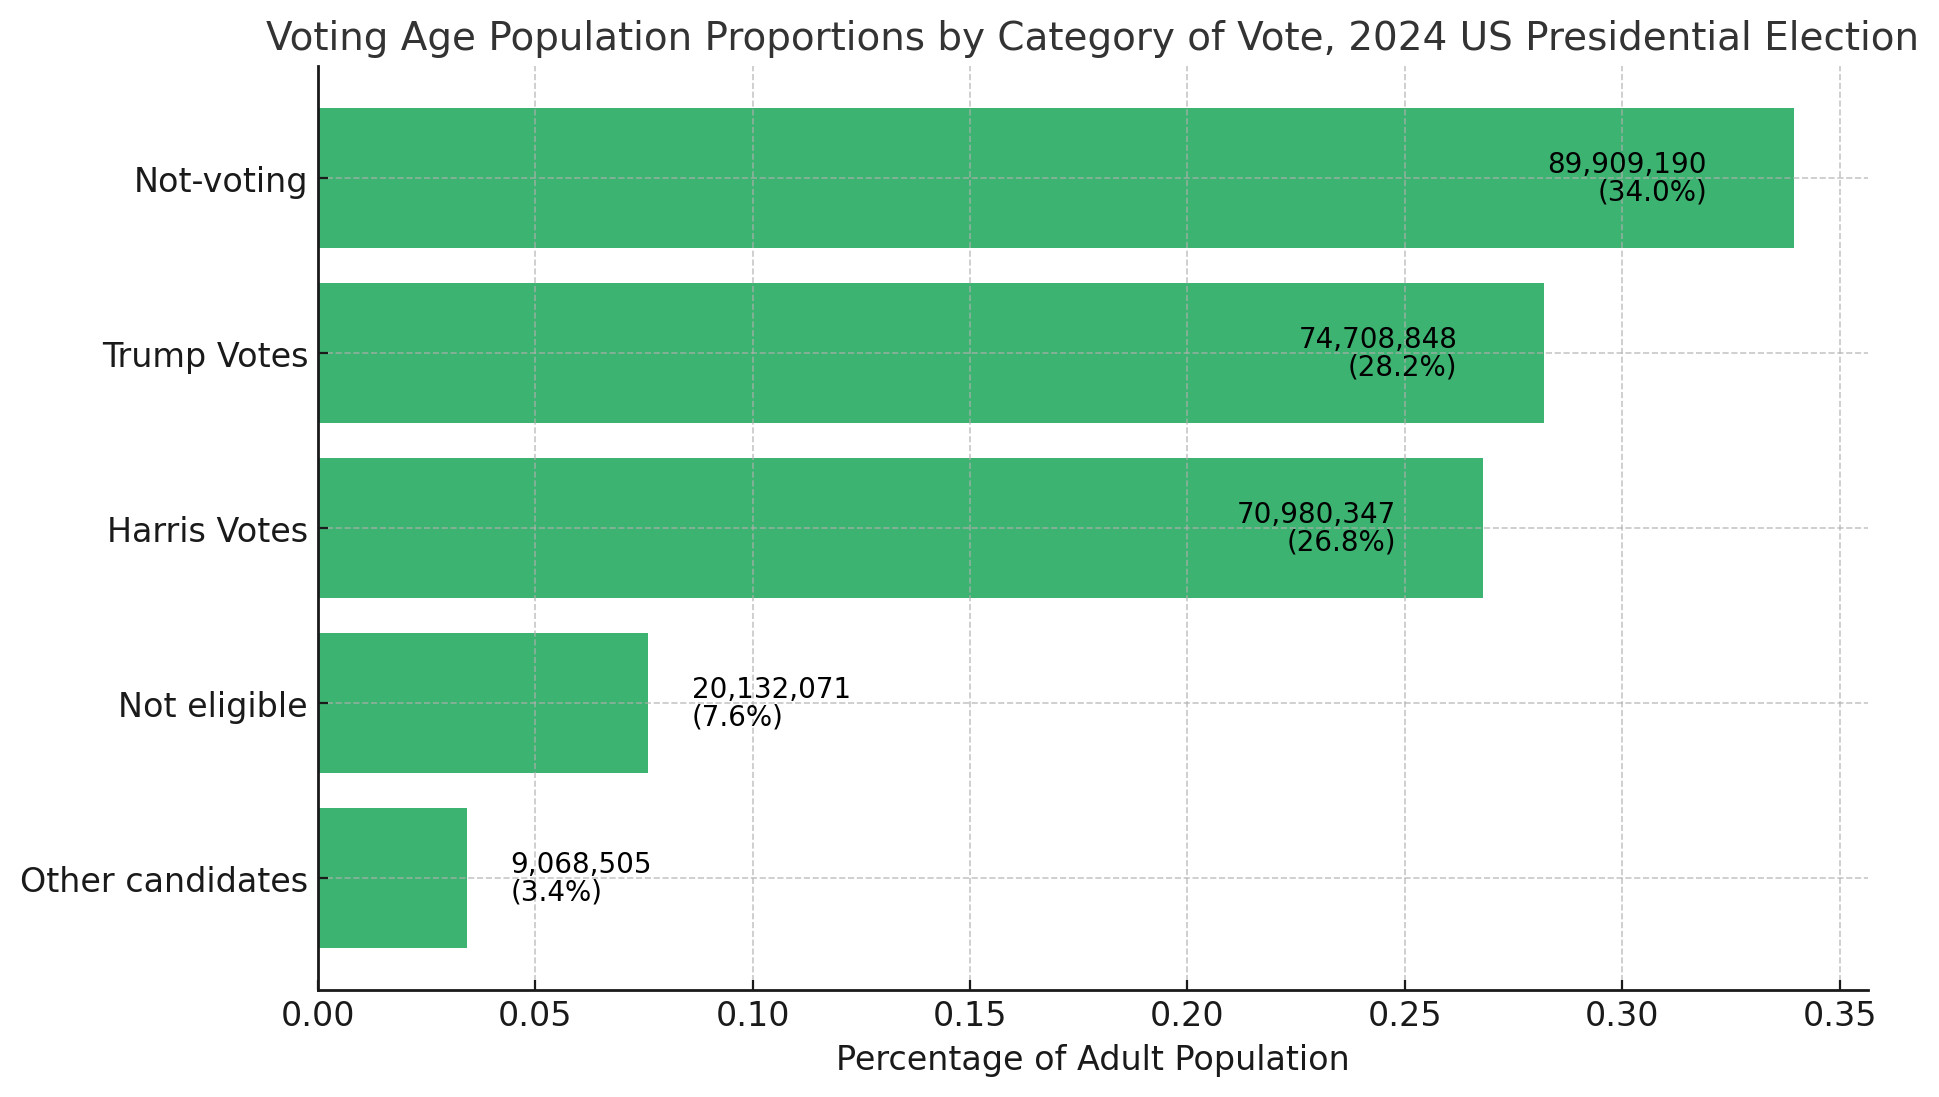 Voting Age Population Proportions by Category of Vote, 2024 US Presidential Election
Not-voting
89,909,190
(34.0%)
Trump Votes
74,708,848
(28.2%)
Harris Votes
70,980,347
(26.8%)
Not eligible
20,132,071
(7.6%)
Other candidates
9,068,505
(3.4%)
0.00 0.05 0.10 0.15 0.20 0.25 0.30 0.35
Percentage of Adult Population